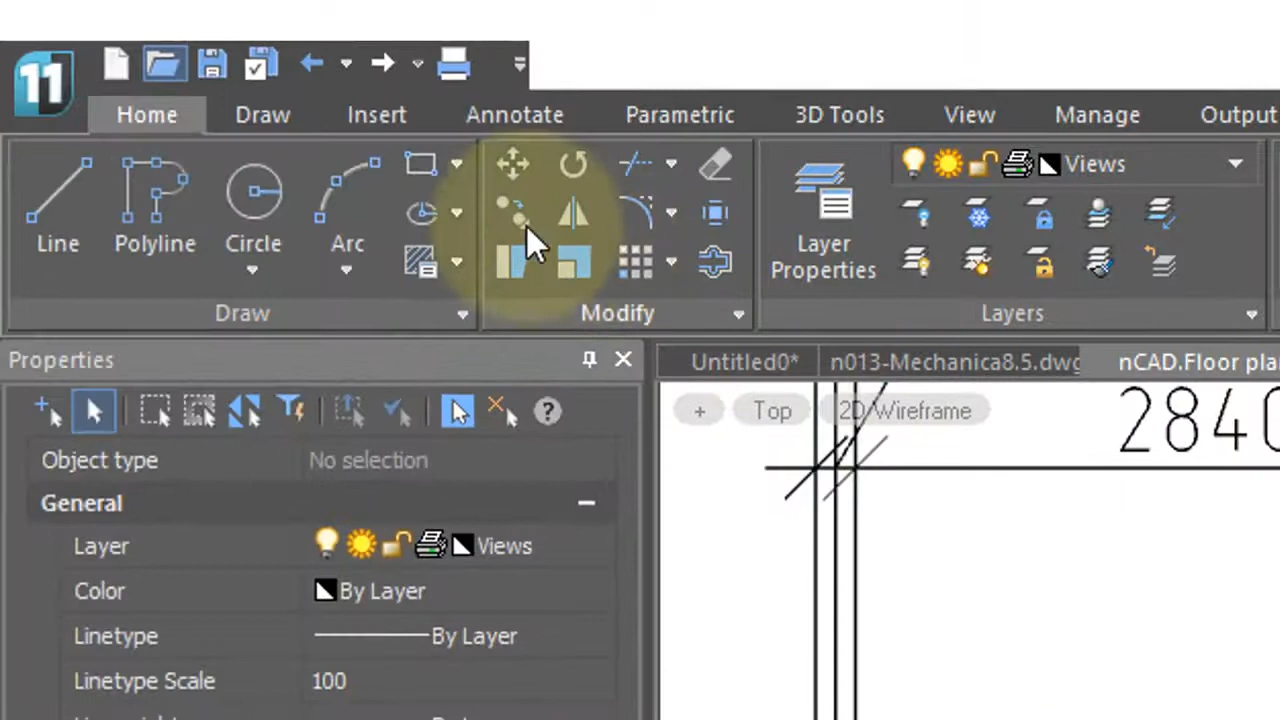 11
Home Draw Insert Annotate Parametric 3D Tools View Manage Output
Views
Line Polyline Circle Arc
Layer
Properties
Draw Modify Layers
Properties
Untitled0* n013-Mechanica8.5.dwg nCAD.Floor pla
+ Top 2D Wireframe
284
Object type No selection
General
Layer Views
Color By Layer
Linetype By Layer
Linetype Scale 100